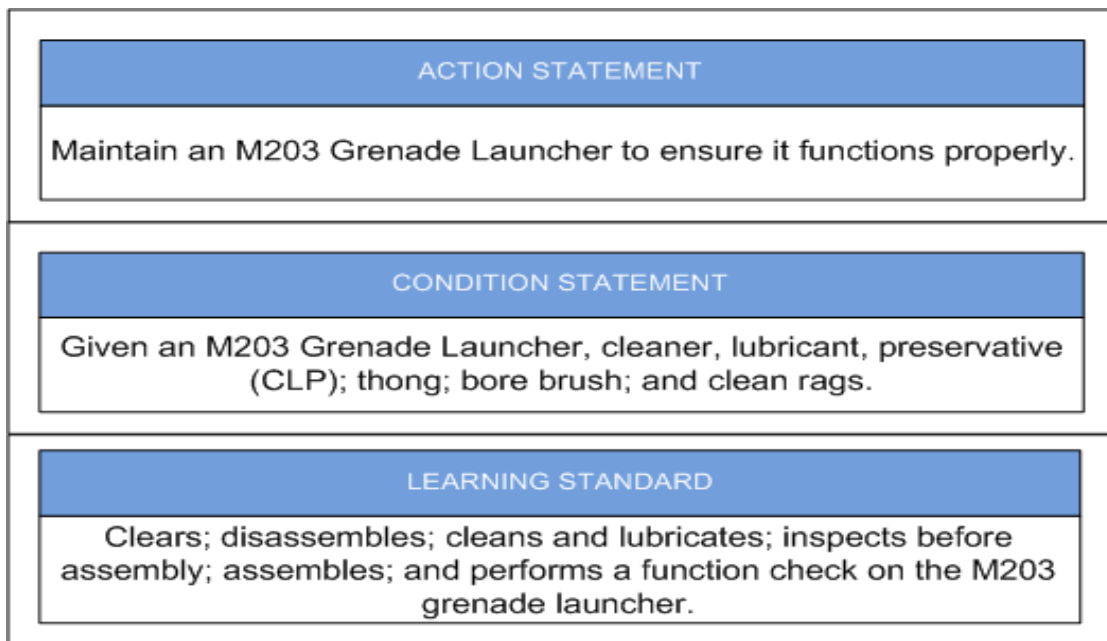 ACTION STATEMENT
Maintain an M203 Grenade Launcher to ensure it functions properly.
CONDITION STATEMENT
Given an M203 Grenade Launcher, cleaner, lubricant, preservative
(CLP); thong; bore brush; and clean rags.
LEARNING STANDARD
Clears; disassembles; cleans and lubricates; inspects before
assembly; assembles; and performs a function check on the M203
grenade launcher.